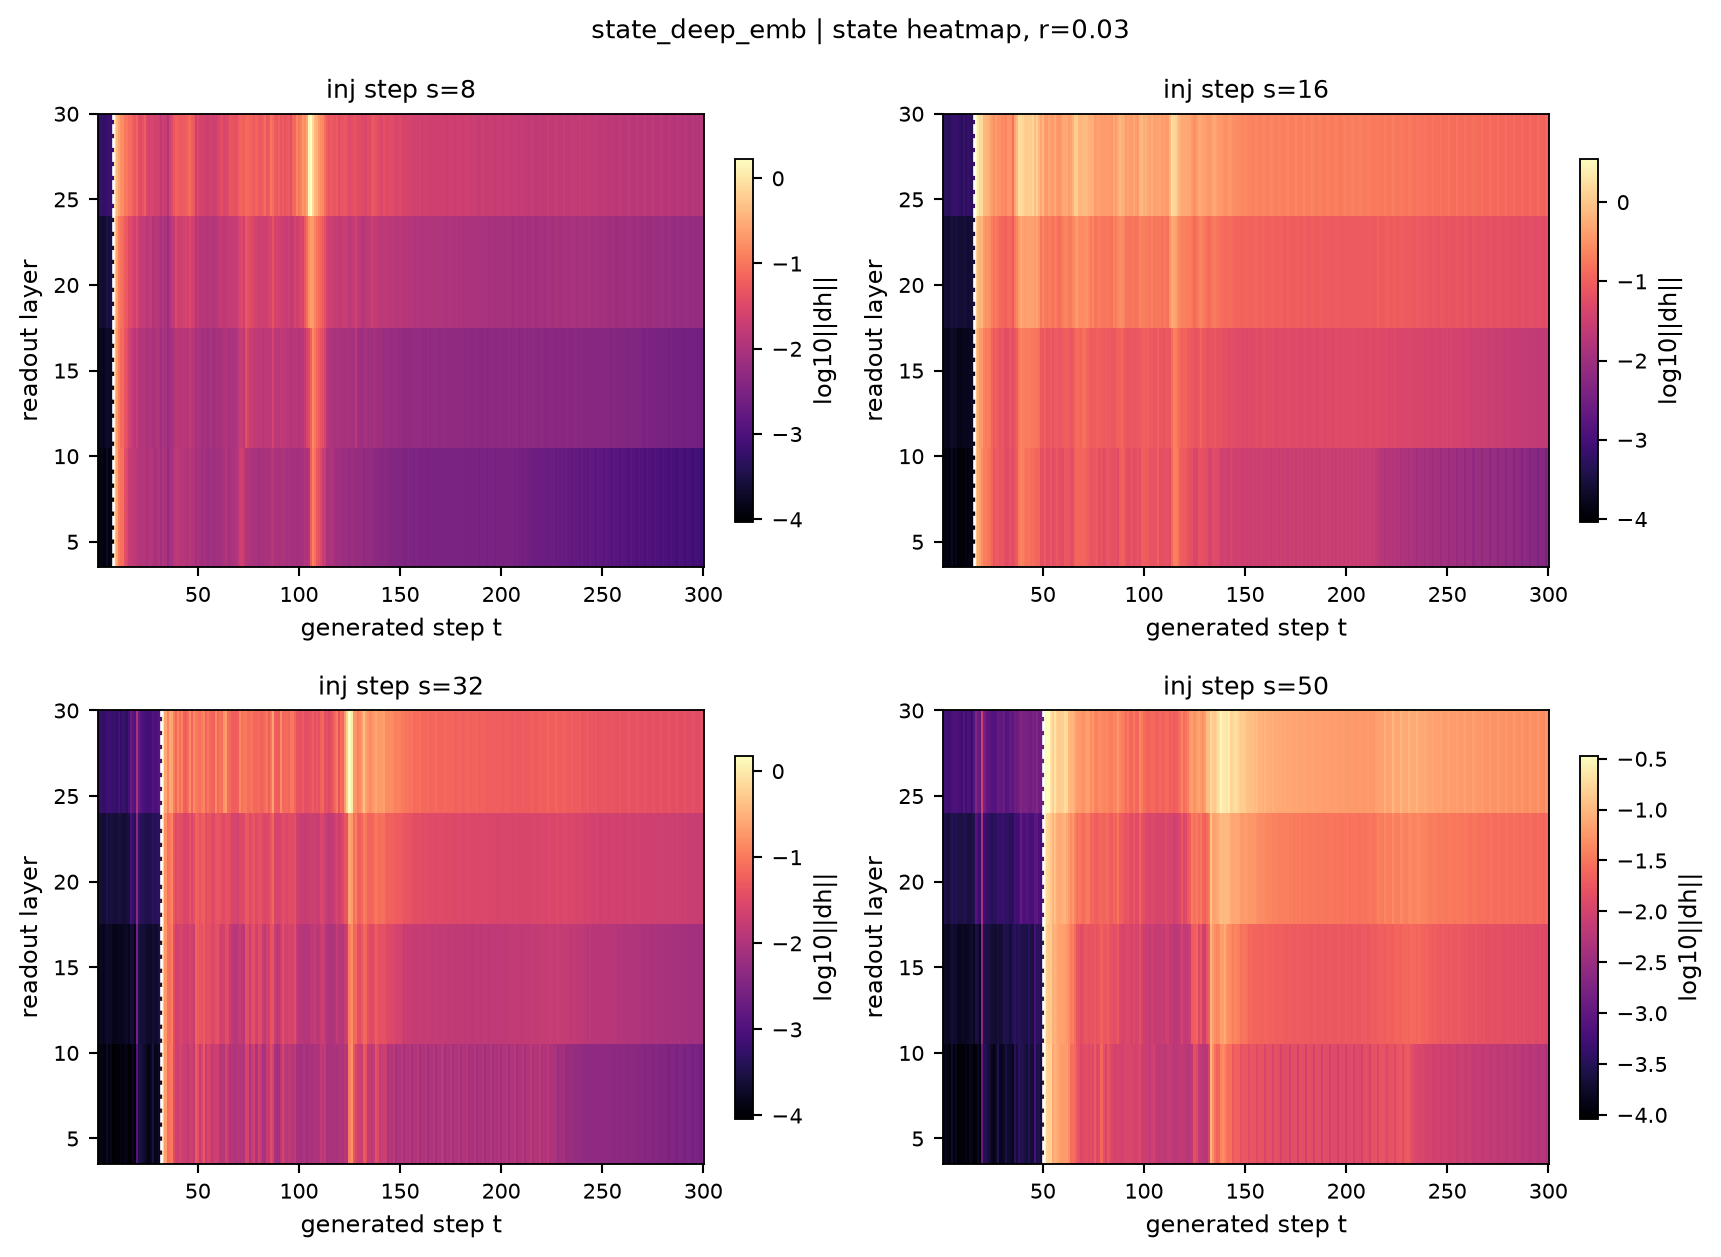 state_deep_emb | state heatmap, r=0.03
inj step s=8
30
25
20
15
10
5
readout layer
50 100 150 200 250 300
generated step t
0
−1
−2
−3
−4
log10||dh||
inj step s=16
30
25
20
15
10
5
readout layer
50 100 150 200 250 300
generated step t
0
−1
−2
−3
−4
log10||dh||
inj step s=32
30
25
20
15
10
5
readout layer
50 100 150 200 250 300
generated step t
0
−1
−2
−3
−4
log10||dh||
inj step s=50
30
25
20
15
10
5
readout layer
50 100 150 200 250 300
generated step t
−0.5
−1.0
−1.5
−2.0
−2.5
−3.0
−3.5
−4.0
log10||dh||